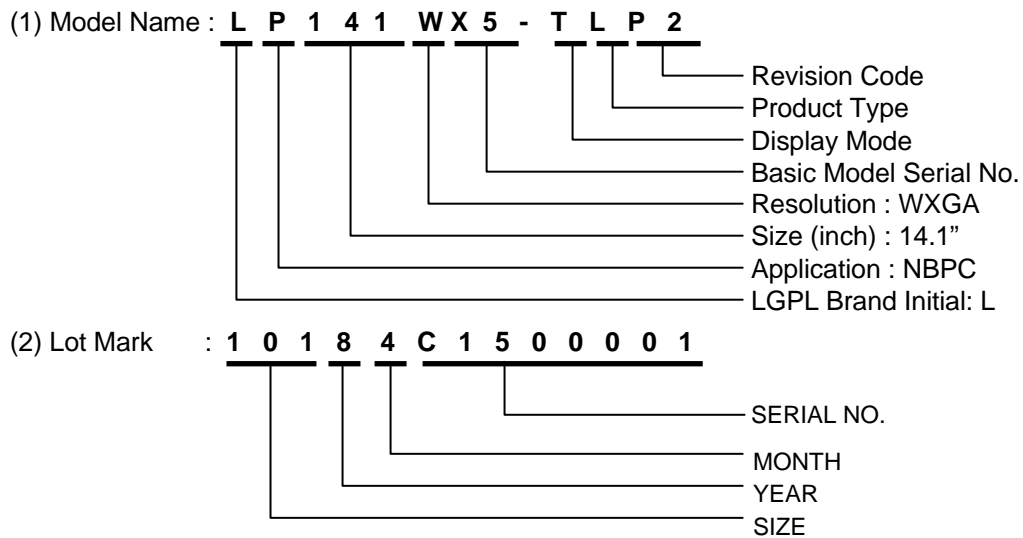 (1) Model Name : L P 1 4 1 W X 5 - T L P 2
Revision Code
Product Type
Display Mode
Basic Model Serial No.
Resolution : WXGA
Size (inch) : 14.1”
Application : NBPC
LGPL Brand Initial: L
(2) Lot Mark : 1 0 1 8 4 C 1 5 0 0 0 0 1
SERIAL NO.
MONTH
YEAR
SIZE